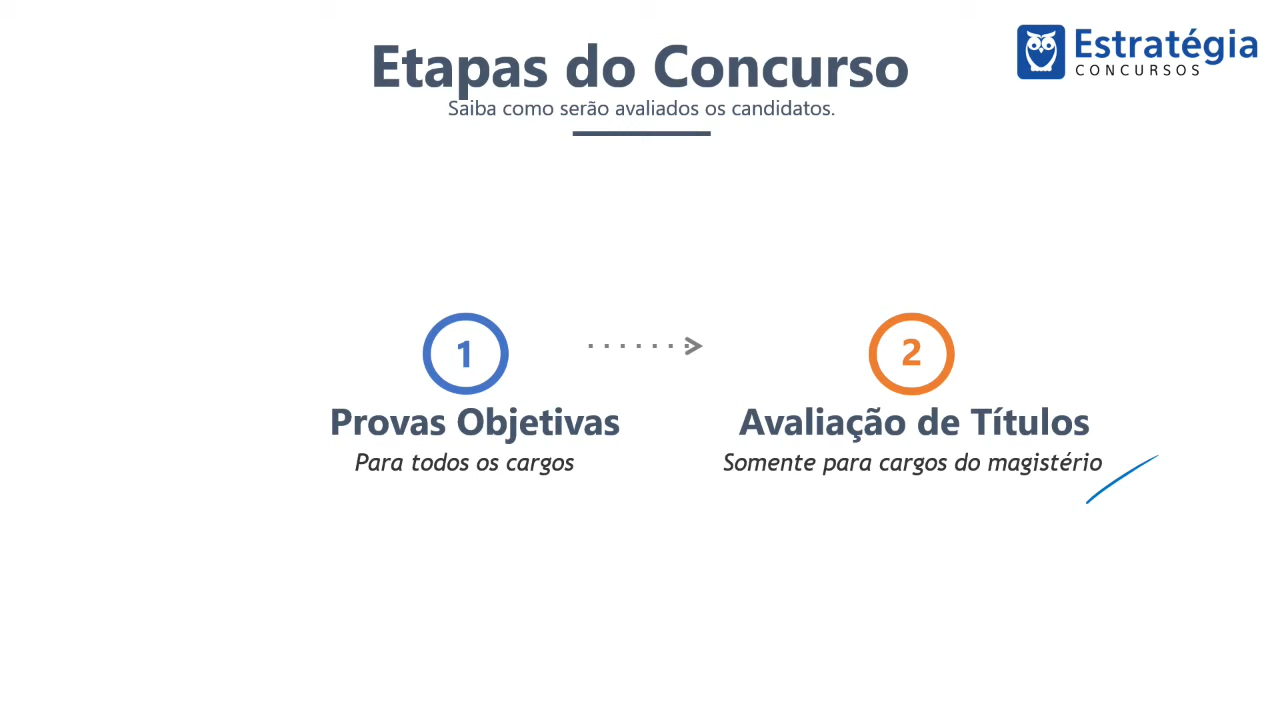 Etapas do Concurso
Saiba como serão avaliados os candidatos.
Estratégia
CONCURSOS
1
2
Provas Objetivas
Para todos os cargos
Avaliação de Títulos
Somente para cargos do magistério